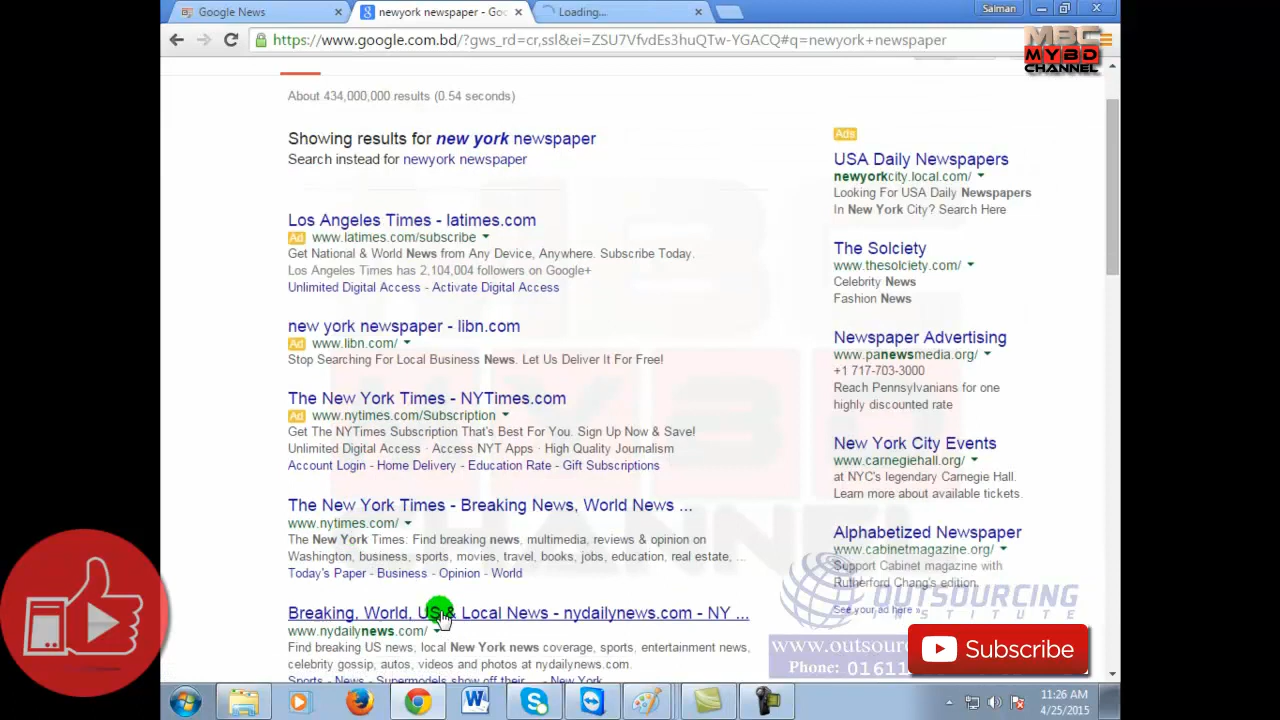 Google News
newyork newspaper - Goo
Loading...
Salman
https://www.google.com.bd/?gws_rd=cr,ssl&ei=ZSU7VfvdEs3huQTw-YGACQ#q=newyork+newspaper
MBC
MYBD
CHANNEL
About 434,000,000 results (0.54 seconds)
Showing results for new york newspaper
Search instead for newyork newspaper
Los Angeles Times - latimes.com
Ad www.latimes.com/subscribe
Get National & World News from Any Device, Anywhere. Subscribe Today.
Los Angeles Times has 2,104,004 followers on Google+
Unlimited Digital Access - Activate Digital Access
new york newspaper - libn.com
Ad www.libn.com/
Stop Searching For Local Business News. Let Us Deliver It For Free!
The New York Times - NYTimes.com
Ad www.nytimes.com/Subscription
Get The NYTimes Subscription That's Best For You. Sign Up Now & Save!
Unlimited Digital Access · Access NYT Apps · High Quality Journalism
Account Login - Home Delivery - Education Rate - Gift Subscriptions
The New York Times - Breaking News, World News ...
www.nytimes.com/
The New York Times: Find breaking news, multimedia, reviews & opinion on
Washington, business, sports, movies, travel, books, jobs, education, real estate, ...
Today's Paper - Business - Opinion - World
Breaking, World, US & Local News - nydailynews.com - NY ...
www.nydailynews.com/
Find breaking US news, local New York news coverage, sports, entertainment news,
celebrity gossip, autos, videos and photos at nydailynews.com.
Sports - News - Supermodels show off their... - New York
Ads
USA Daily Newspapers
newyorkcity.local.com/
Looking For USA Daily Newspapers
In New York City? Search Here
The Solciety
www.thesolciety.com/
Celebrity News
Fashion News
Newspaper Advertising
www.panewsmedia.org/
+1 717-703-3000
Reach Pennsylvanians for one
highly discounted rate
New York City Events
www.carnegiehall.org/
at NYC's legendary Carnegie Hall.
Learn more about available tickets.
Alphabetized Newspaper
www.cabinetmagazine.org/
Support Cabinet magazine with
Rutherford Chang's edition.
See your ad here »
OUTSOURCING
INSTITUTE
www.outsour
Phone: 01611
Subscribe
11:26 AM
4/25/2015